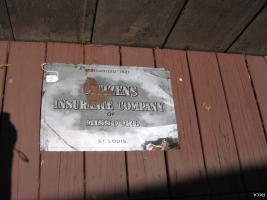 CITIZENS
INSURANCE COMPANY
OF
MISSOURI
ST. LOUIS.